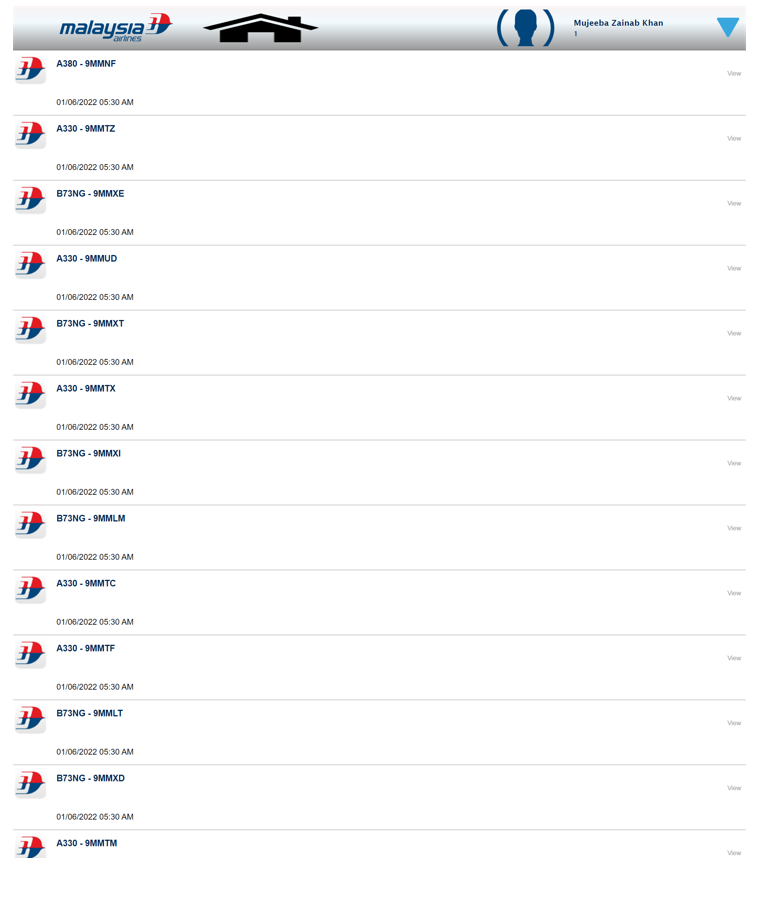 malaysia
airlines
Mujeeba Zainab Khan
1
A380 - 9MMNF
View
01/06/2022 05:30 AM
A330 - 9MMTZ
View
01/06/2022 05:30 AM
B73NG - 9MMXE
View
01/06/2022 05:30 AM
A330 - 9MMUD
View
01/06/2022 05:30 AM
B73NG - 9MMXT
View
01/06/2022 05:30 AM
A330 - 9MMTX
View
01/06/2022 05:30 AM
B73NG - 9MMXI
View
01/06/2022 05:30 AM
B73NG - 9MMLM
View
01/06/2022 05:30 AM
A330 - 9MMTC
View
01/06/2022 05:30 AM
A330 - 9MMTF
View
01/06/2022 05:30 AM
B73NG - 9MMLT
View
01/06/2022 05:30 AM
B73NG - 9MMXD
View
01/06/2022 05:30 AM
A330 - 9MMTM
View